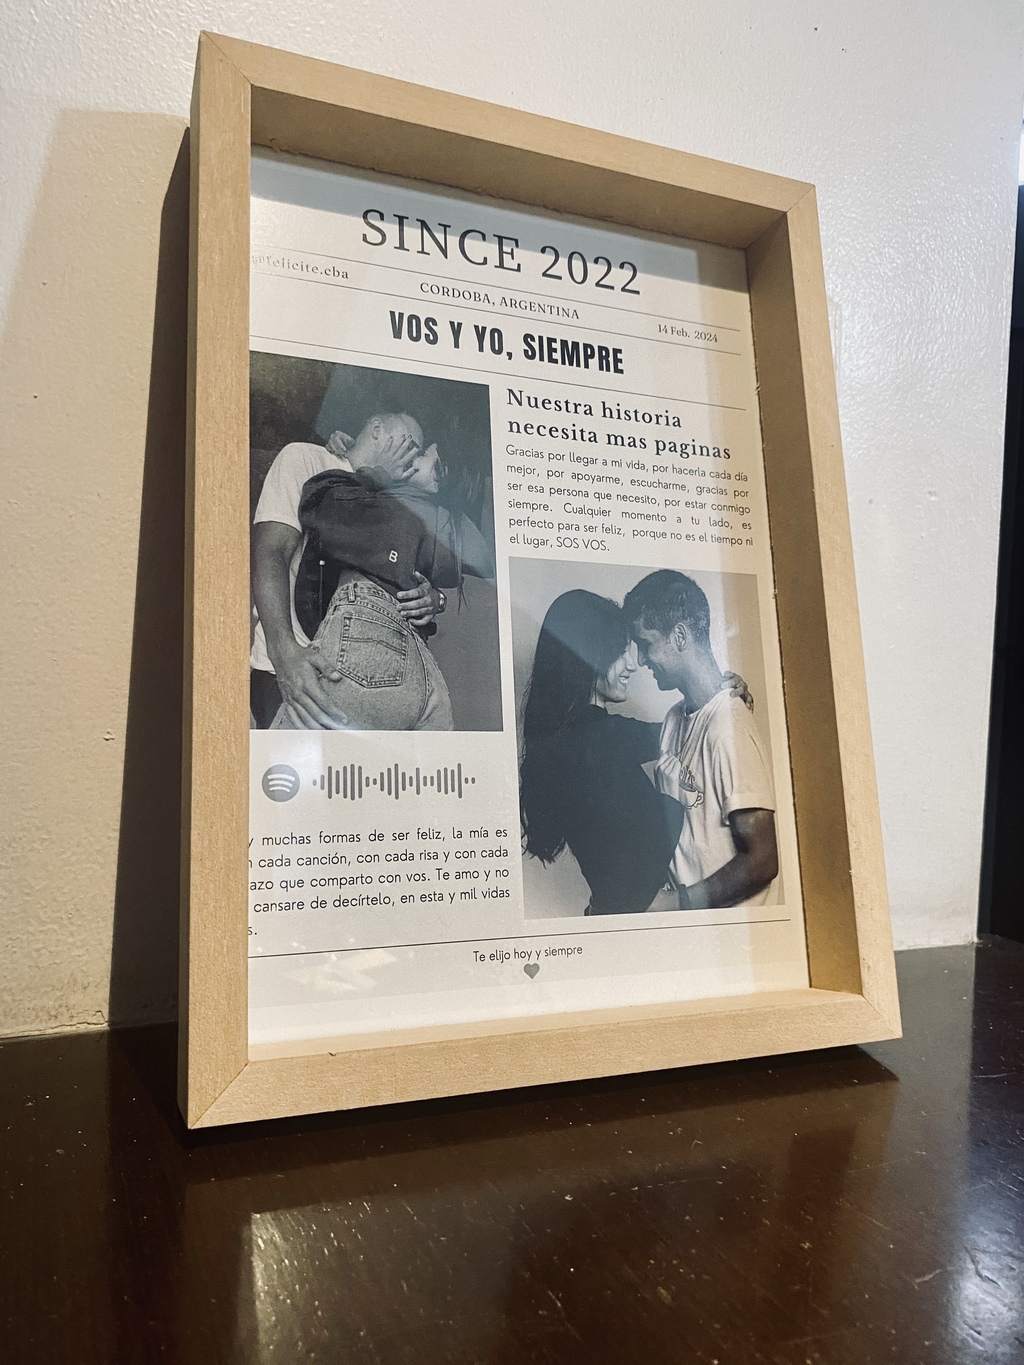 SINCE 2022
@felicite.cba
CORDOBA, ARGENTINA
14 Feb. 2024
VOS Y YO, SIEMPRE
Nuestra historia
necesita mas paginas
Gracias por llegar a mi vida, por hacerla cada día
mejor, por apoyarme, escucharme, gracias por
ser esa persona que necesito, por estar conmigo
siempre. Cualquier momento a tu lado, es
perfecto para ser feliz, porque no es el tiempo ni
el lugar, SOS VOS.
B
y muchas formas de ser feliz, la mía es
cada canción, con cada risa y con cada
azo que comparto con vos. Te amo y no
cansare de decírtelo, en esta y mil vidas
s.
Te elijo hoy y siempre